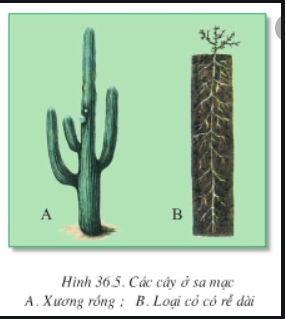 A
B
Hình 36.5. Các cây ở sa mạc
A. Xương rồng ; B. Loại cỏ có rễ dài